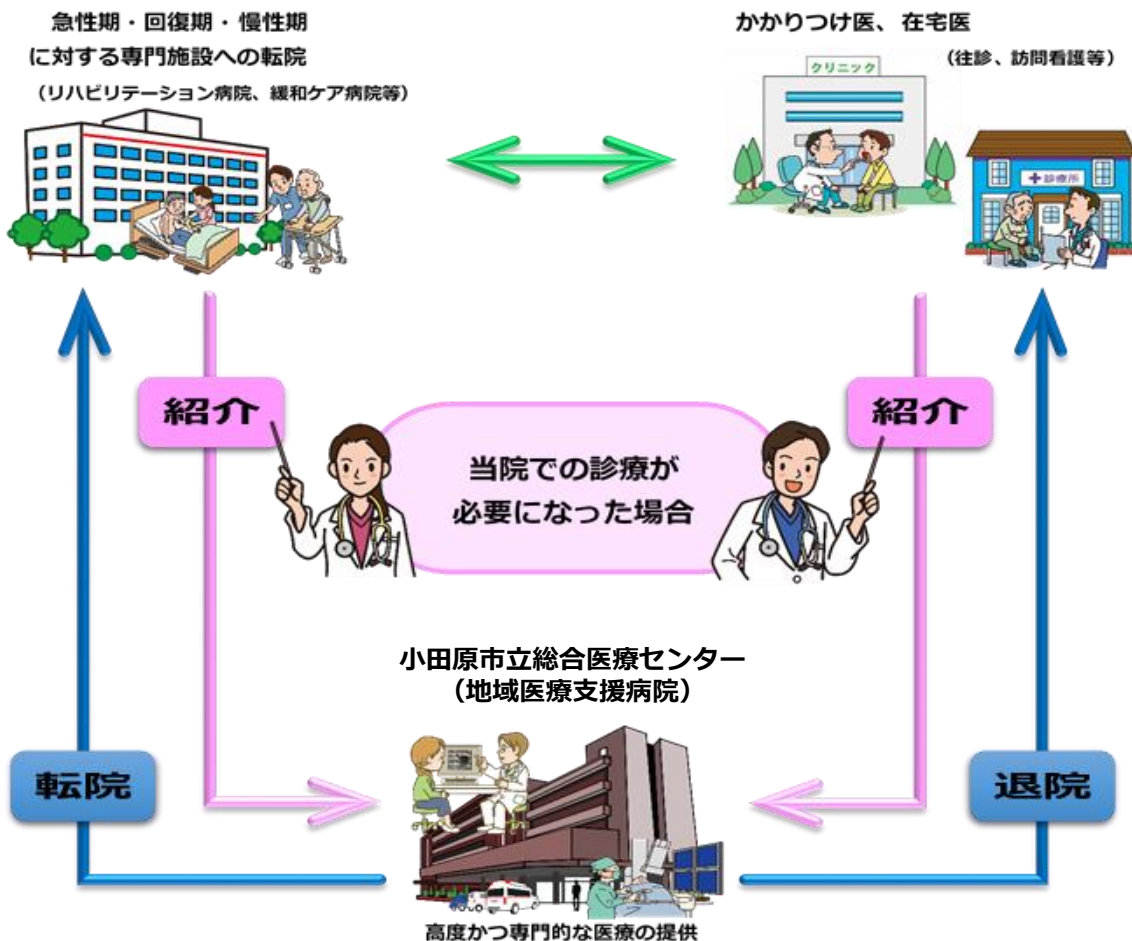 急性期・回復期・慢性期
に対する専門施設への転院
（リハビリテーション病院、緩和ケア病院等）
かかりつけ医、在宅医
（往診、訪問看護等）
クリニック
診療所
紹介
紹介
当院での診療が
必要になった場合
小田原市立総合医療センター
（地域医療支援病院）
転院
退院
高度かつ専門的な医療の提供